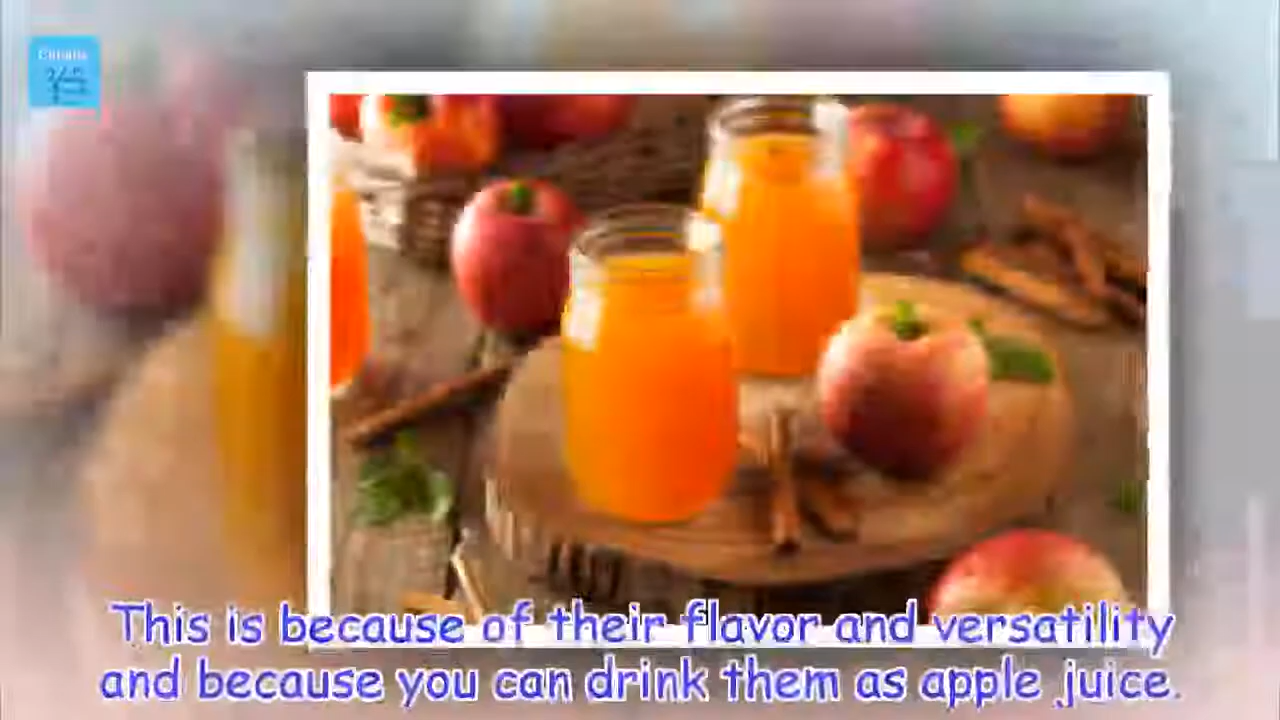 This is because of their flavor and versatility
and because you can drink them as apple juice.